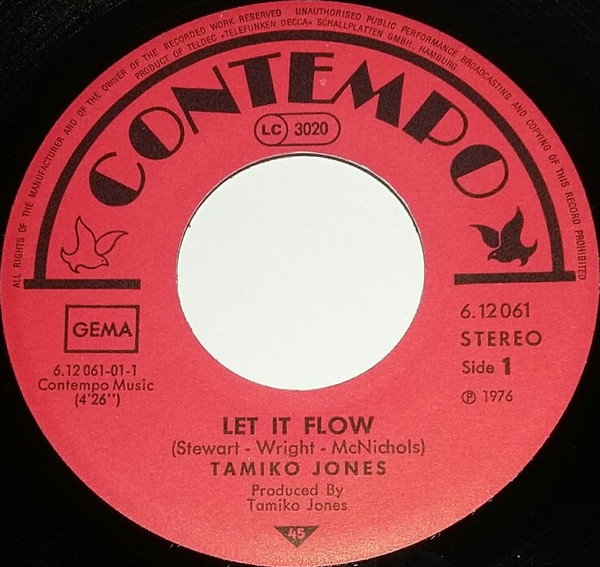 ALL RIGHTS OF THE MANUFACTURER AND OF THE OWNER OF THE RECORDED WORK RESERVED UNAUTHORISED PUBLIC PERFORMANCE BROADCASTING AND COPYING OF THIS RECORD PROHIBITED
PRODUCT OF TELDEC »TELEFUNKEN-DECCA« SCHALLPLATTEN GMBH, HAMBURG
CONTEMPO
LC 3020
GEMA
6.12 061-01-1
Contempo Music
(4'26")
6.12 061
STEREO
Side 1
℗ 1976
LET IT FLOW
(Stewart - Wright - McNichols)
TAMIKO JONES
Produced By
Tamiko Jones
45